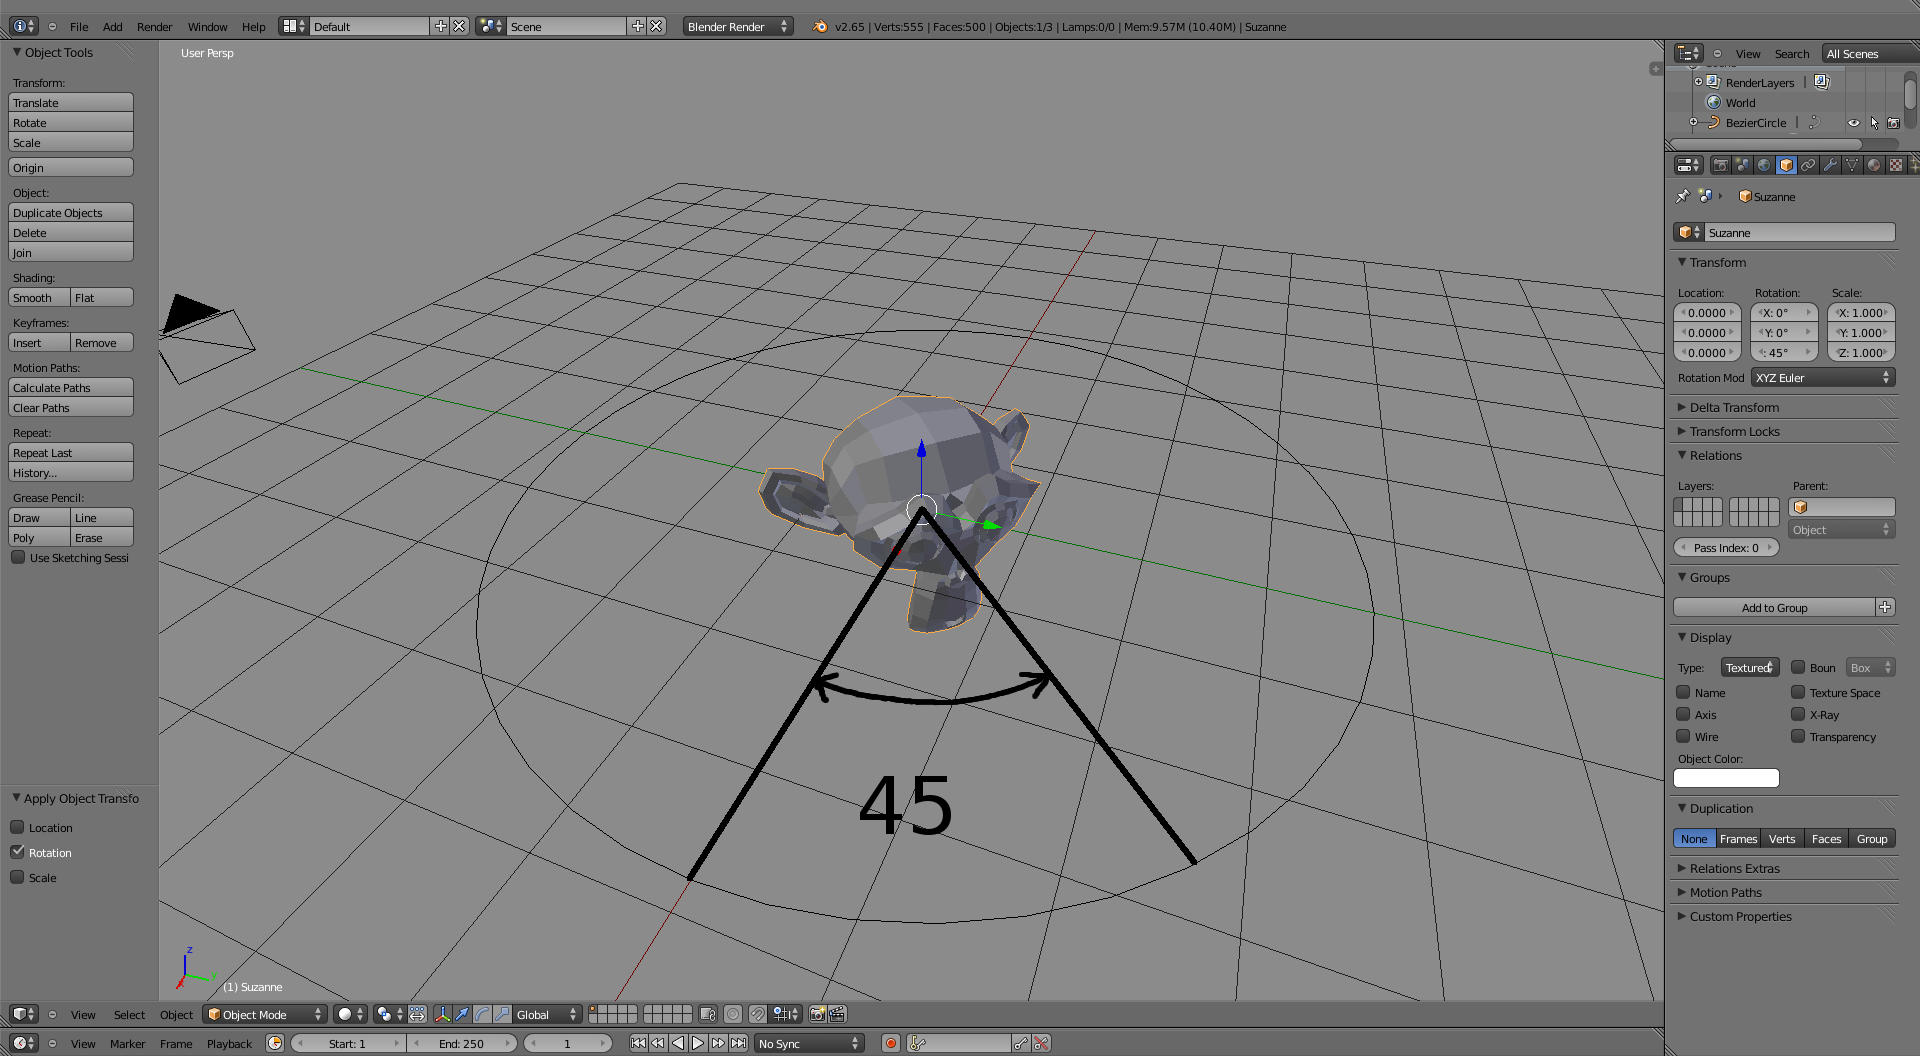 File Add Render Window Help Default Scene Blender Render v2.65 | Verts:555 | Faces:500 | Objects:1/3 | Lamps:0/0 | Mem:9.57M (10.40M) | Suzanne
Object Tools
Transform:
Translate
Rotate
Scale
Origin
Object:
Duplicate Objects
Delete
Join
Shading:
Smooth Flat
Keyframes:
Insert Remove
Motion Paths:
Calculate Paths
Clear Paths
Repeat:
Repeat Last
History...
Grease Pencil:
Draw Line
Poly Erase
Use Sketching Sessi
Apply Object Transfo
Location
Rotation
Scale
User Persp
45
z
y
x
(1) Suzanne
View Search All Scenes
RenderLayers
World
BezierCircle
Suzanne
Suzanne
Transform
Location: Rotation: Scale:
0.0000 X: 0° X: 1.000
0.0000 Y: 0° Y: 1.000
0.0000 : 45° Z: 1.000
Rotation Mod XYZ Euler
Delta Transform
Transform Locks
Relations
Layers: Parent:
Object
Pass Index: 0
Groups
Add to Group
Display
Type: Textured Boun Box
Name Texture Space
Axis X-Ray
Wire Transparency
Object Color:
Duplication
None Frames Verts Faces Group
Relations Extras
Motion Paths
Custom Properties
View Select Object Object Mode Global
View Marker Frame Playback Start: 1 End: 250 1 No Sync